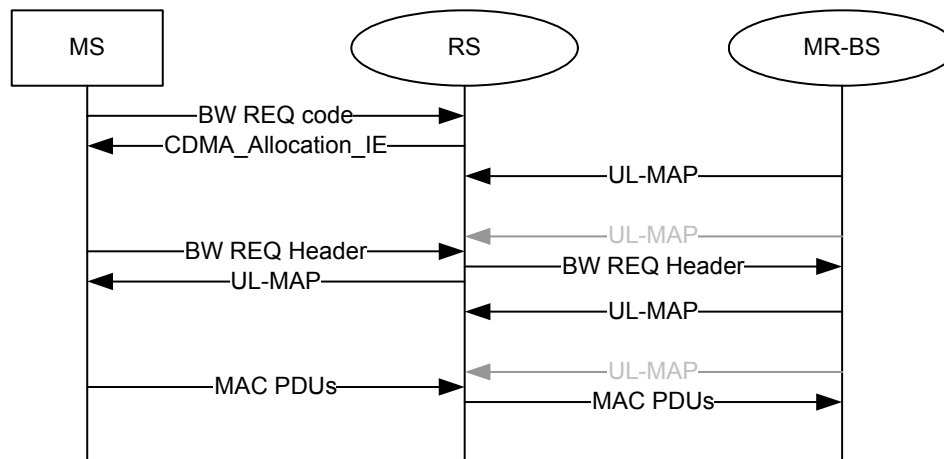 MS
RS
MR-BS
BW REQ code
CDMA_Allocation_IE
UL-MAP
UL-MAP
BW REQ Header
BW REQ Header
UL-MAP
UL-MAP
UL-MAP
MAC PDUs
MAC PDUs